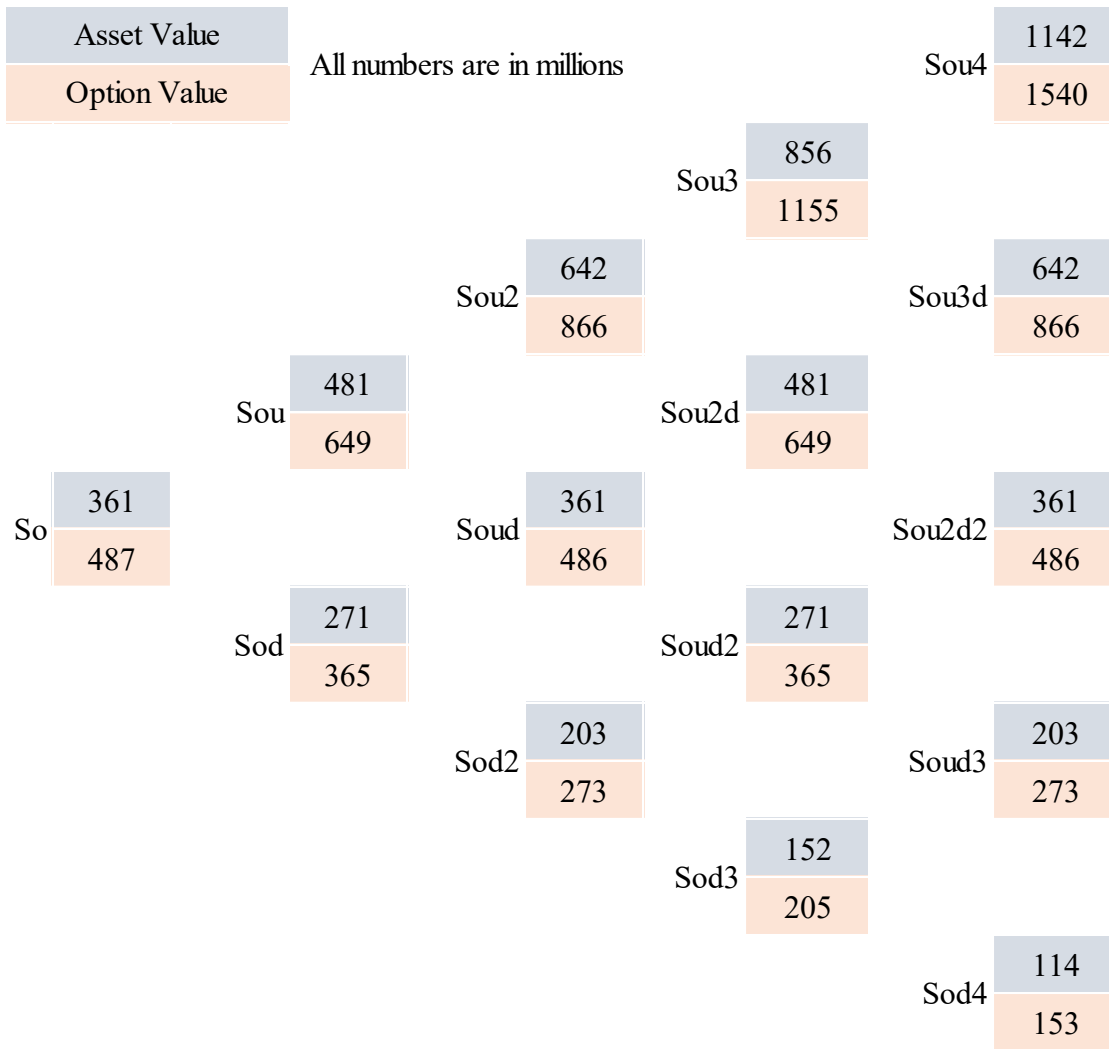 Asset Value
Option Value
All numbers are in millions
Sou4
1142
1540
Sou3
856
1155
Sou2
642
866
Sou3d
642
866
Sou
481
649
Sou2d
481
649
So
361
487
Soud
361
486
Sou2d2
361
486
Sod
271
365
Soud2
271
365
Sod2
203
273
Soud3
203
273
Sod3
152
205
Sod4
114
153